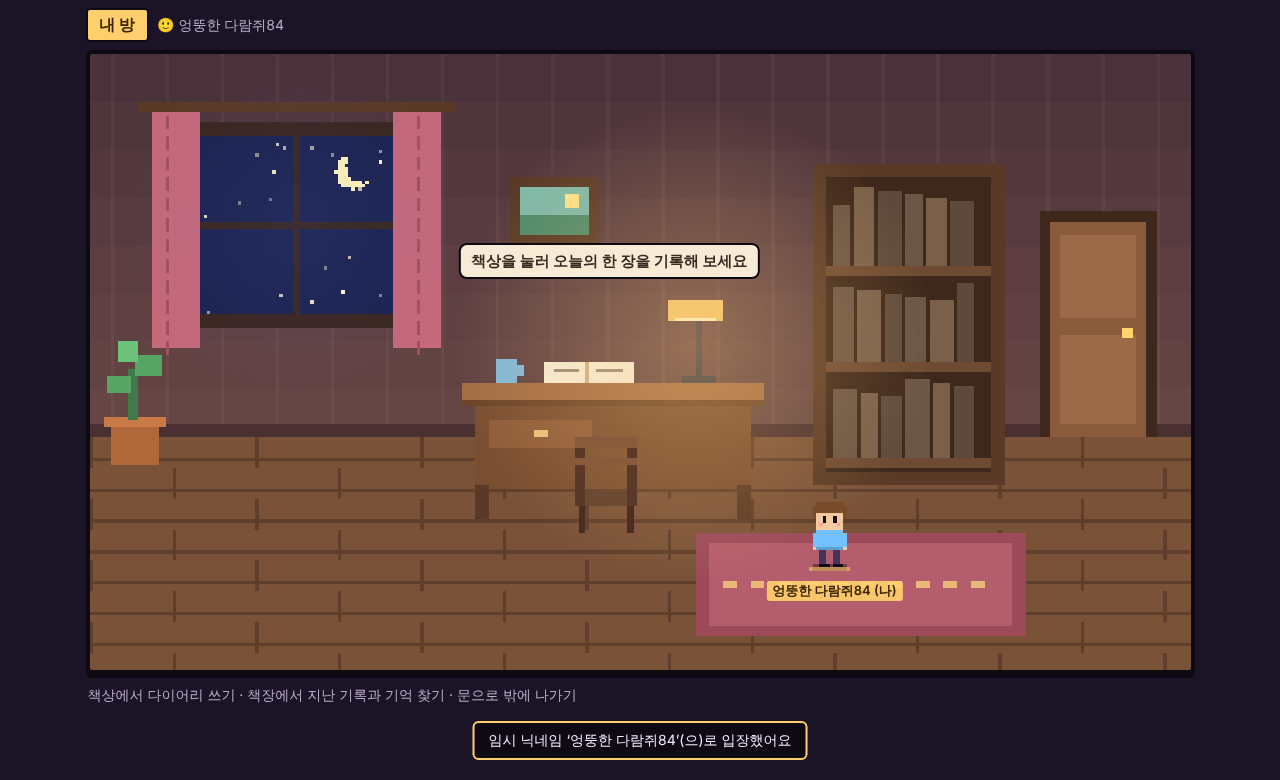 내 방
🙂 엉뚱한 다람쥐84
책상을 눌러 오늘의 한 장을 기록해 보세요
엉뚱한 다람쥐84 (나)
책상에서 다이어리 쓰기 · 책장에서 지난 기록과 기억 찾기 · 문으로 밖에 나가기
임시 닉네임 ‘엉뚱한 다람쥐84’(으)로 입장했어요